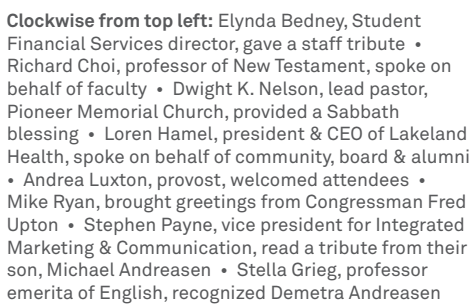 Clockwise from top left: Elynda Bedney, Student
Financial Services director, gave a staff tribute •
Richard Choi, professor of New Testament, spoke on
behalf of faculty • Dwight K. Nelson, lead pastor,
Pioneer Memorial Church, provided a Sabbath
blessing • Loren Hamel, president & CEO of Lakeland
Health, spoke on behalf of community, board & alumni
• Andrea Luxton, provost, welcomed attendees •
Mike Ryan, brought greetings from Congressman Fred
Upton • Stephen Payne, vice president for Integrated
Marketing & Communication, read a tribute from their
son, Michael Andreasen • Stella Grieg, professor
emerita of English, recognized Demetra Andreasen